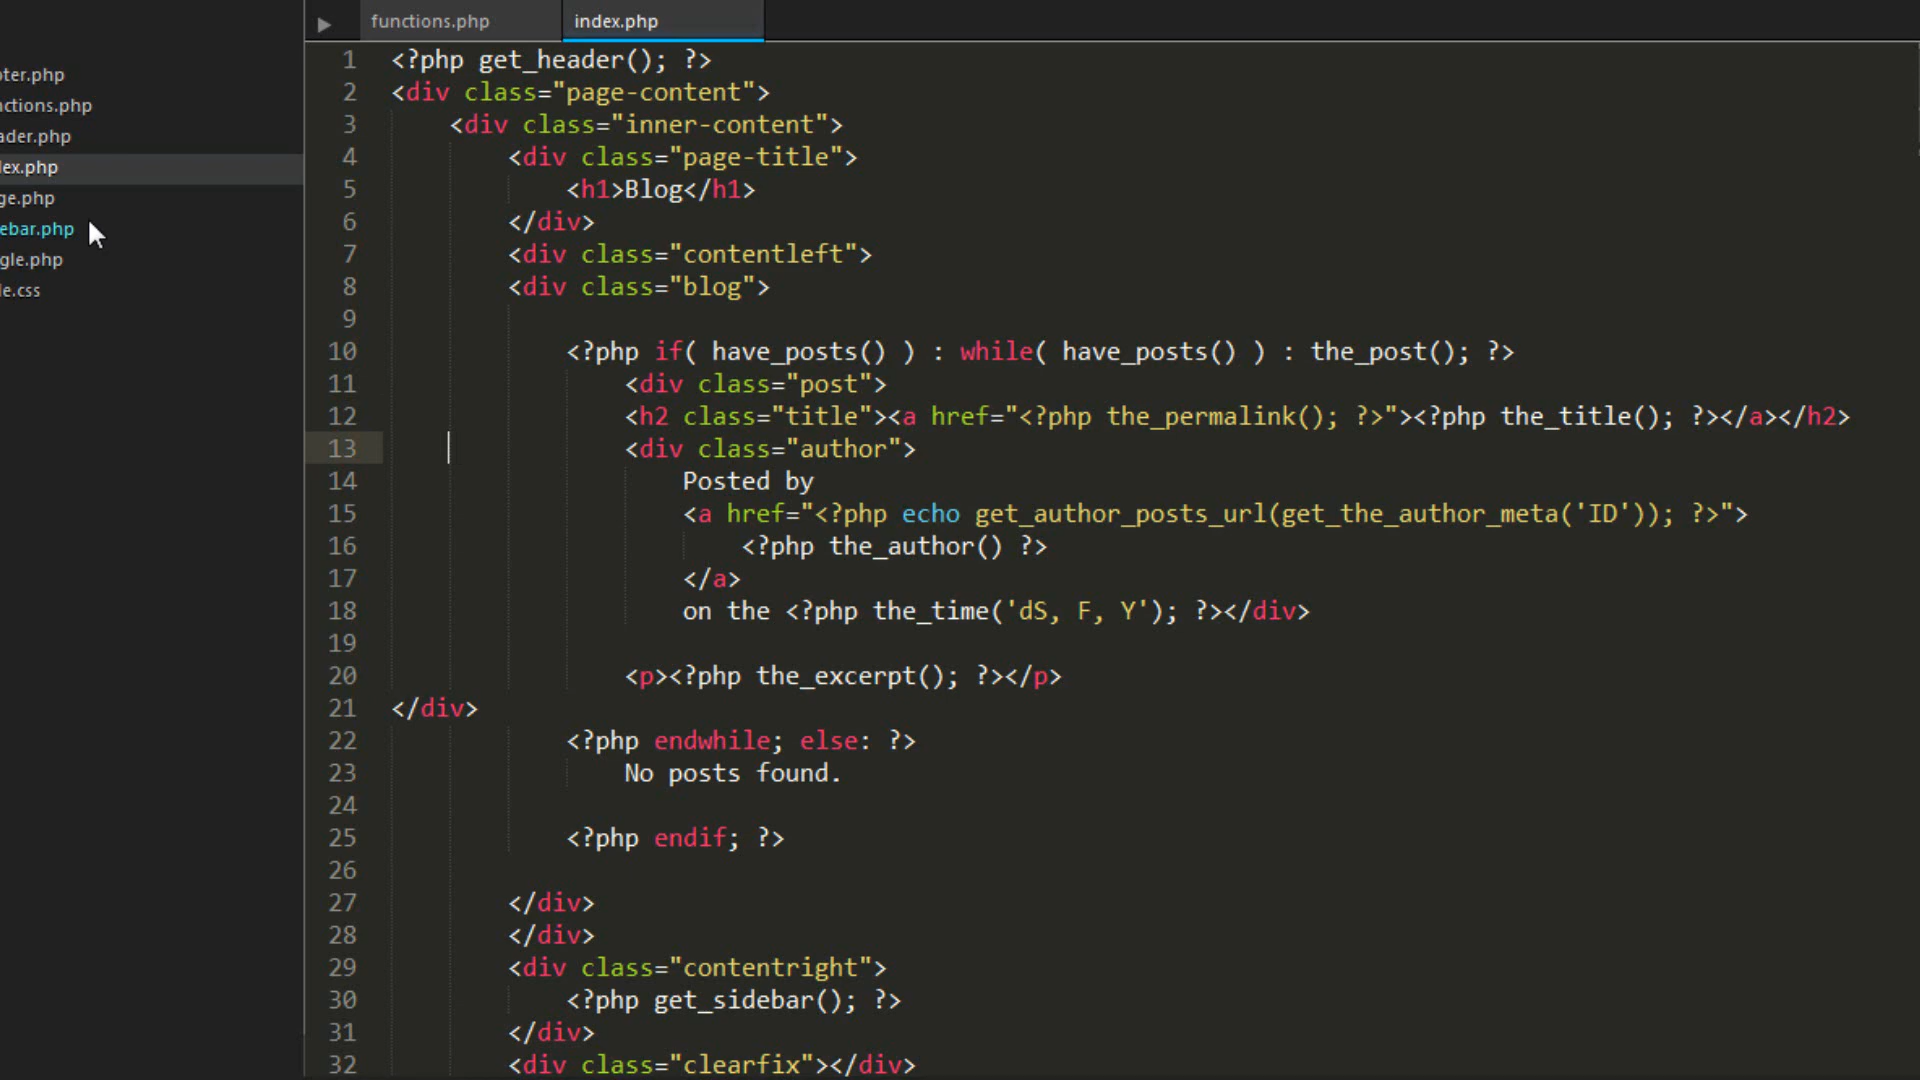 functions.php
index.php
oter.php
nctions.php
ader.php
lex.php
ge.php
ebar.php
gle.php
le.css
1 <?php get_header(); ?>
2 <div class="page-content">
3 <div class="inner-content">
4 <div class="page-title">
5 <h1>Blog</h1>
6 </div>
7 <div class="contentleft">
8 <div class="blog">
9
10 <?php if( have_posts() ) : while( have_posts() ) : the_post(); ?>
11 <div class="post">
12 <h2 class="title"><a href="<?php the_permalink(); ?>"><?php the_title(); ?></a></h2>
13 <div class="author">
14 Posted by
15 <a href="<?php echo get_author_posts_url(get_the_author_meta('ID')); ?>">
16 <?php the_author() ?>
17 </a>
18 on the <?php the_time('dS, F, Y'); ?></div>
19
20 <p><?php the_excerpt(); ?></p>
21 </div>
22 <?php endwhile; else: ?>
23 No posts found.
24
25 <?php endif; ?>
26
27 </div>
28 </div>
29 <div class="contentright">
30 <?php get_sidebar(); ?>
31 </div>
32 <div class="clearfix"></div>